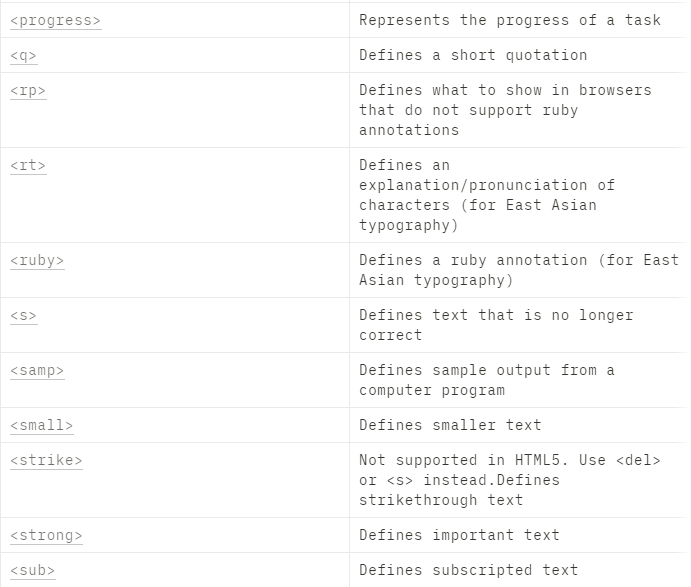 <progress> Represents the progress of a task
<q> Defines a short quotation
<rp> Defines what to show in browsers
that do not support ruby
annotations
<rt> Defines an
explanation/pronunciation of
characters (for East Asian
typography)
<ruby> Defines a ruby annotation (for East
Asian typography)
<s> Defines text that is no longer
correct
<samp> Defines sample output from a
computer program
<small> Defines smaller text
<strike> Not supported in HTML5. Use <del>
or <s> instead.Defines
strikethrough text
<strong> Defines important text
<sub> Defines subscripted text